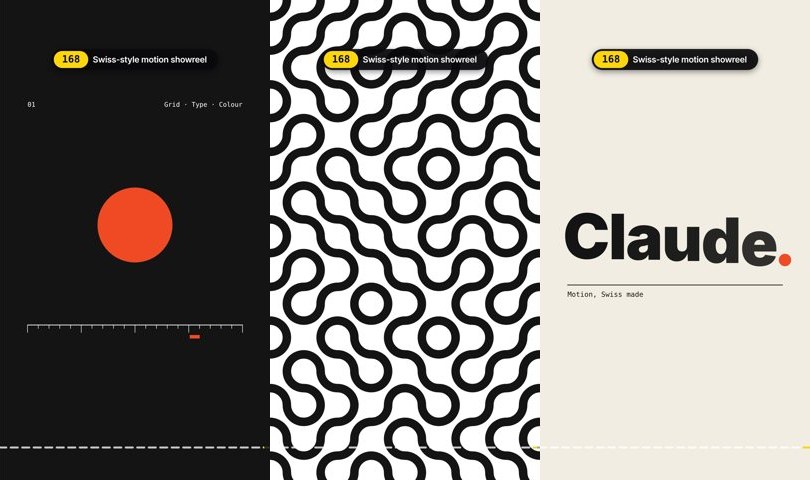 168 Swiss-style motion showreel
01 Grid · Type · Colour
168 Swiss-style motion showreel
168 Swiss-style motion showreel
Claude.
Motion, Swiss made